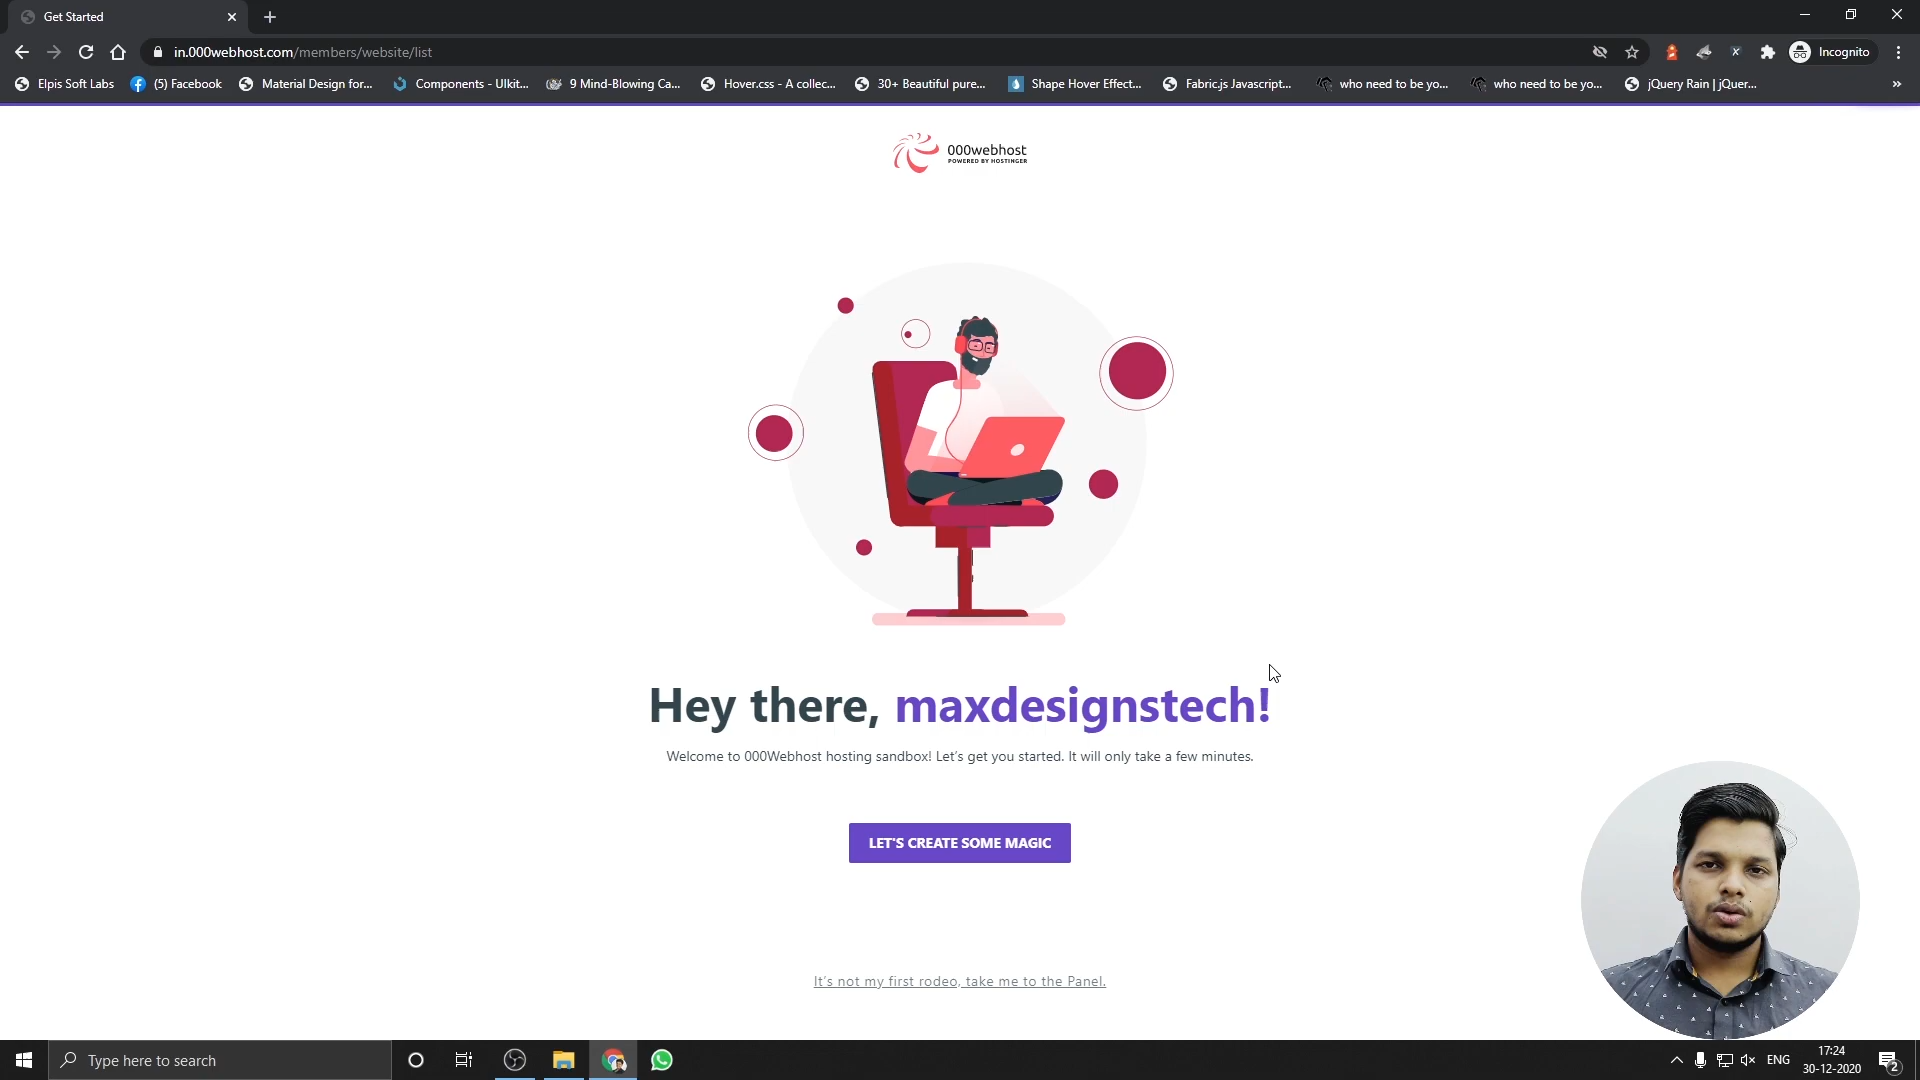 Get Started
in.000webhost.com/members/website/list
Incognito
Elpis Soft Labs
(5) Facebook
Material Design for...
Components - UIkit...
9 Mind-Blowing Ca...
Hover.css - A collec...
30+ Beautiful pure...
Shape Hover Effect...
Fabric.js Javascript...
who need to be yo...
who need to be yo...
jQuery Rain | jQuer...
»
000webhost
POWERED BY HOSTINGER
Hey there, maxdesignstech!
Welcome to 000Webhost hosting sandbox! Let's get you started. It will only take a few minutes.
LET'S CREATE SOME MAGIC
It's not my first rodeo, take me to the Panel.
Type here to search
ENG
17:24
30-12-2020
2